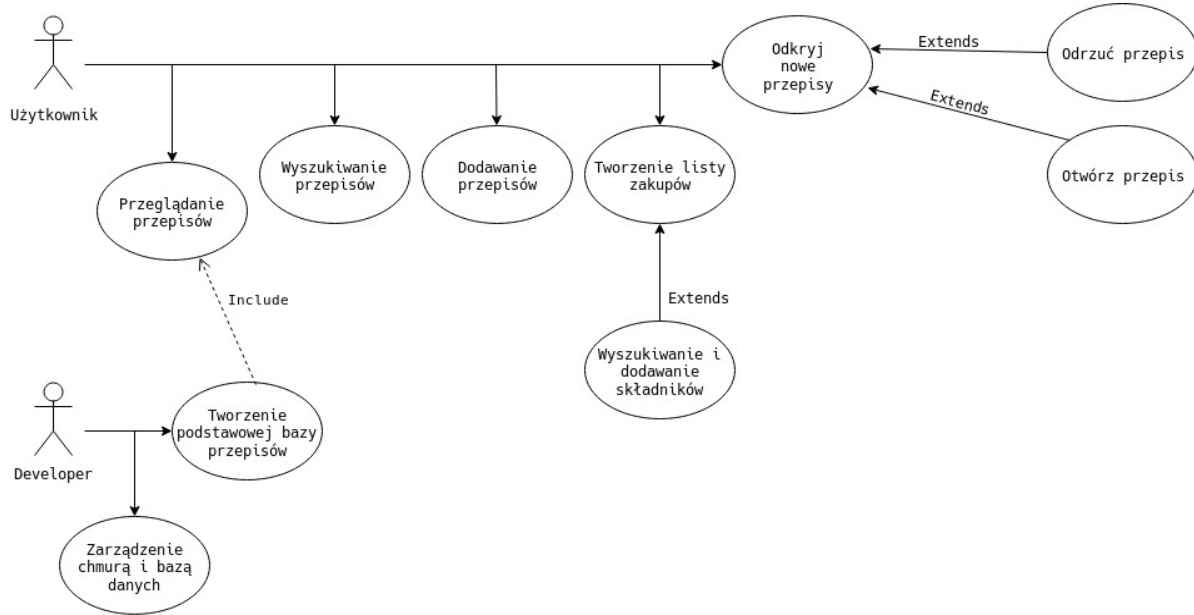 Użytkownik
Odkryj
nowe
przepisy
Extends
Odrzuć przepis
Extends
Otwórz przepis
Przeglądanie
przepisów
Wyszukiwanie
przepisów
Dodawanie
przepisów
Tworzenie listy
zakupów
Include
Extends
Wyszukiwanie i
dodawanie
składników
Developer
Tworzenie
podstawowej bazy
przepisów
Zarządzenie
chmurą i bazą
danych